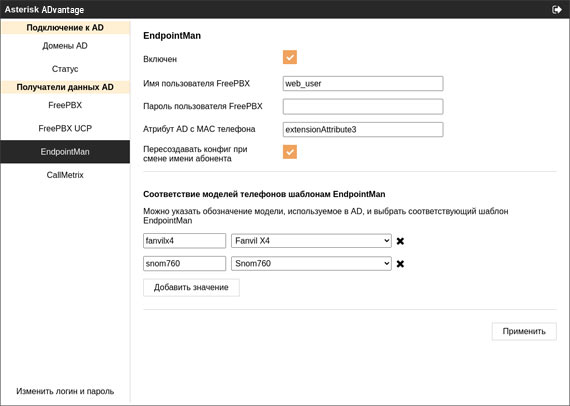 Asterisk ADvantage
Подключение к AD
Домены AD
Статус
Получатели данных AD
FreePBX
FreePBX UCP
EndpointMan
CallMetrix
Изменить логин и пароль
EndpointMan
Включен
Имя пользователя FreePBX
web_user
Пароль пользователя FreePBX
Атрибут AD с MAC телефона
extensionAttribute3
Пересоздавать конфиг при
смене имени абонента
Соответствие моделей телефонов шаблонам EndpointMan
Можно указать обозначение модели, используемое в AD, и выбрать соответствующий шаблон
EndpointMan
fanvilx4 Fanvil X4
snom760 Snom760
Добавить значение
Применить